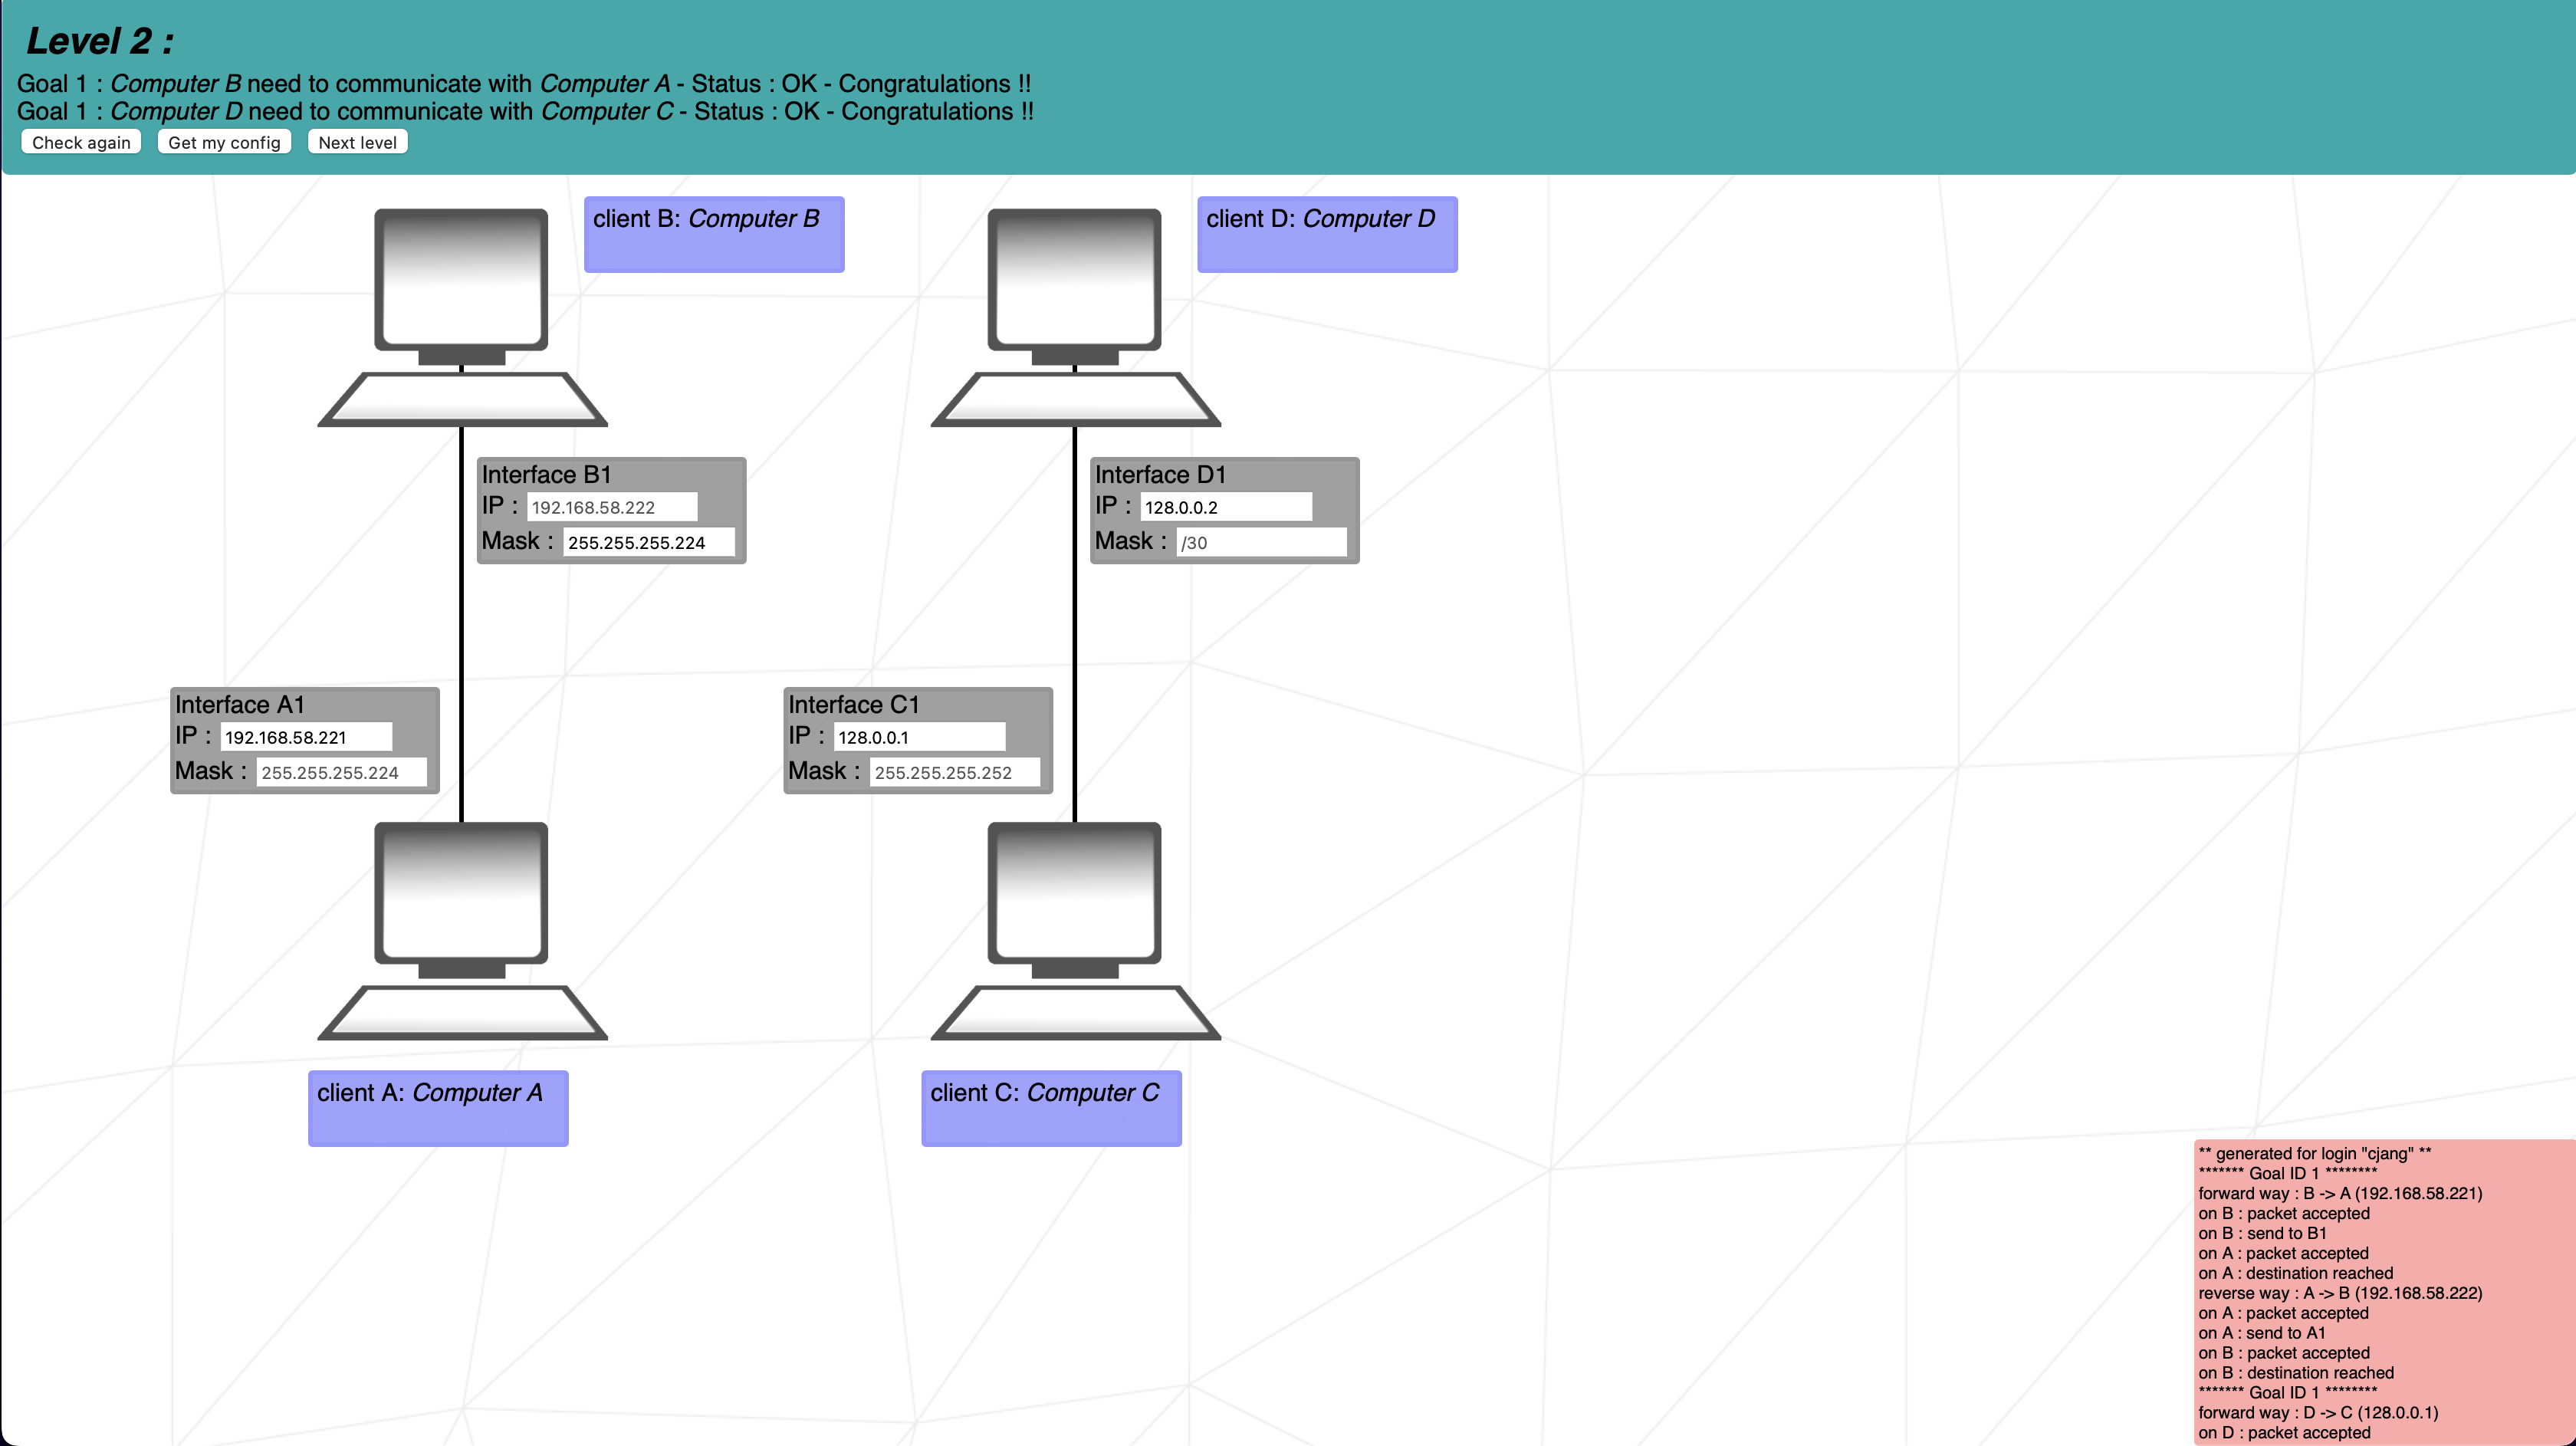 Level 2 :
Goal 1 : Computer B need to communicate with Computer A - Status : OK - Congratulations !!
Goal 1 : Computer D need to communicate with Computer C - Status : OK - Congratulations !!
Check again Get my config Next level
client B: Computer B
client D: Computer D
Interface B1
IP : 192.168.58.222
Mask : 255.255.255.224
Interface D1
IP : 128.0.0.2
Mask : /30
Interface A1
IP : 192.168.58.221
Mask : 255.255.255.224
Interface C1
IP : 128.0.0.1
Mask : 255.255.255.252
client A: Computer A
client C: Computer C
** generated for login "cjang" **
******* Goal ID 1 ********
forward way : B -> A (192.168.58.221)
on B : packet accepted
on B : send to B1
on A : packet accepted
on A : destination reached
reverse way : A -> B (192.168.58.222)
on A : packet accepted
on A : send to A1
on B : packet accepted
on B : destination reached
******* Goal ID 1 ********
forward way : D -> C (128.0.0.1)
on D : packet accepted